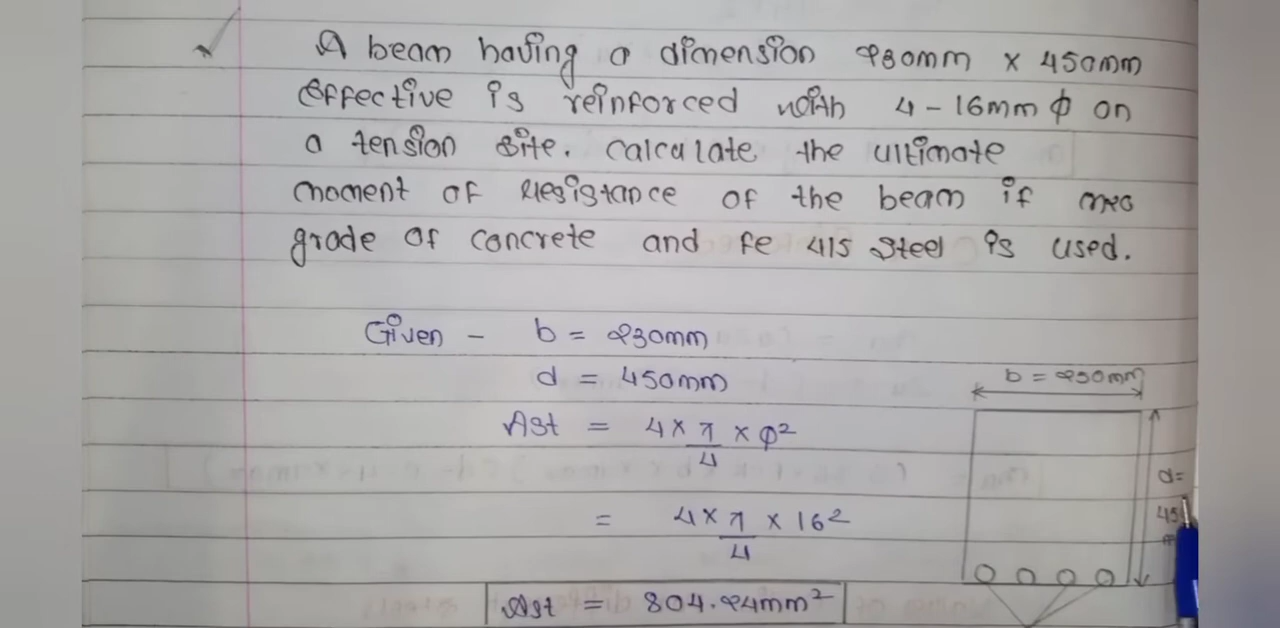 A beam having a dimension 230mm x 450mm
effective is reinforced with 4-16mm ϕ on
a tension site. calculate the ultimate
moment of Resistance of the beam if M20
grade of concrete and fe 415 steel is used.
Given - b = 230mm
d = 450mm
b = 230mm
Ast = 4 x π/4 x ϕ²
d=
45
= 4 x π/4 x 16²
Ast = 804.24mm²